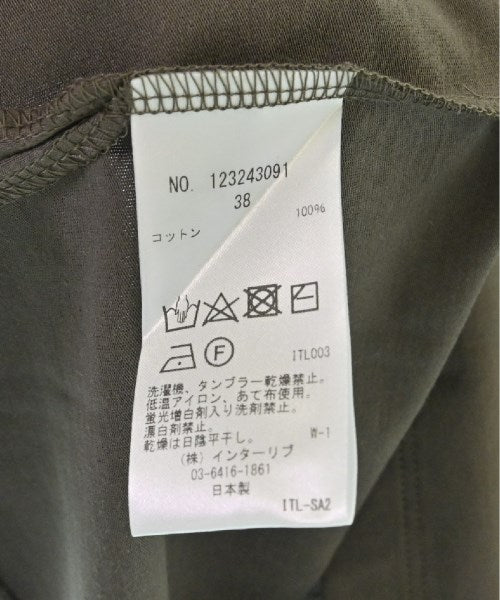 NO. 123243091
38
コットン 100%
ITL003
洗濯機、タンブラー乾燥禁止。
低温アイロン、あて布使用。
蛍光増白剤入り洗剤禁止。
漂白剤禁止。
乾燥は日陰平干し。 W-1
(株) インターリブ
03-6416-1861
日本製
ITL-SA2